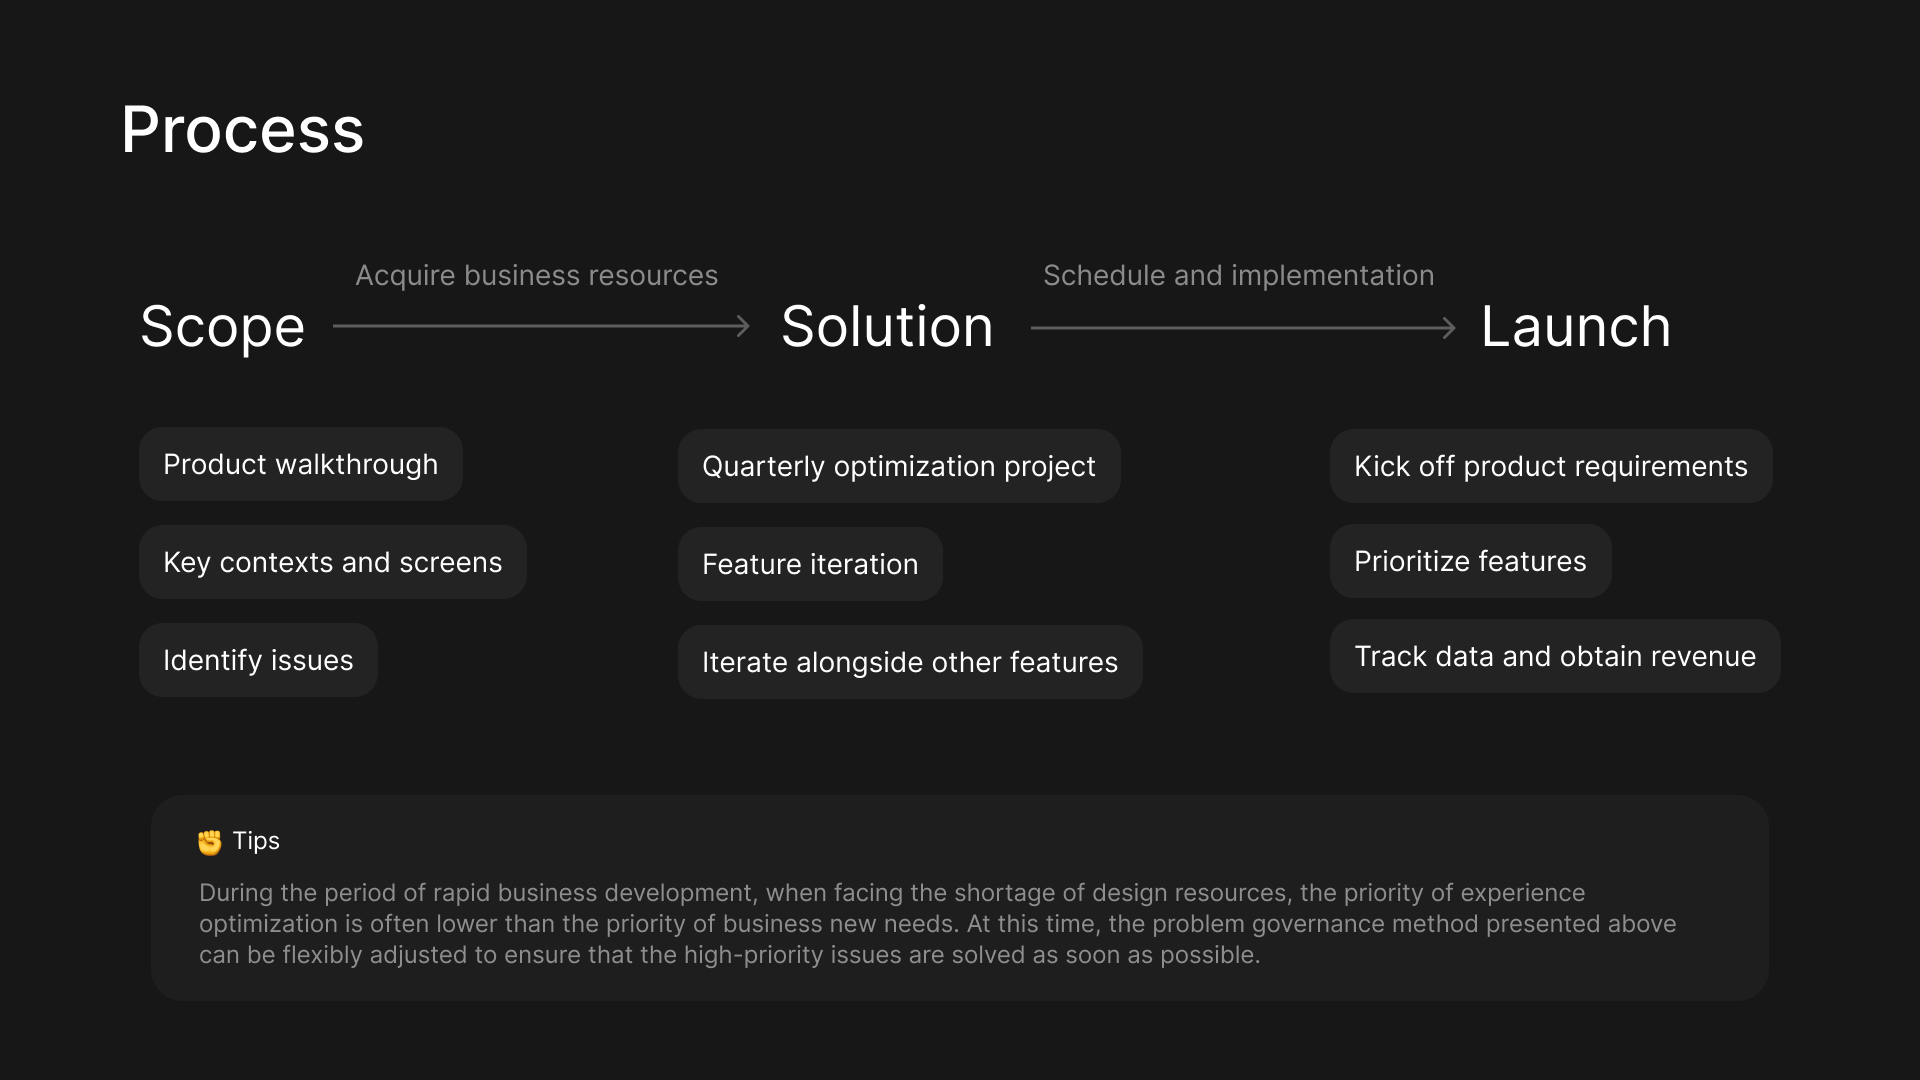 Process
Acquire business resources
Schedule and implementation
Scope
Solution
Launch
Product walkthrough
Key contexts and screens
Identify issues
Quarterly optimization project
Feature iteration
Iterate alongside other features
Kick off product requirements
Prioritize features
Track data and obtain revenue
✊ Tips
During the period of rapid business development, when facing the shortage of design resources, the priority of experience
optimization is often lower than the priority of business new needs. At this time, the problem governance method presented above
can be flexibly adjusted to ensure that the high-priority issues are solved as soon as possible.